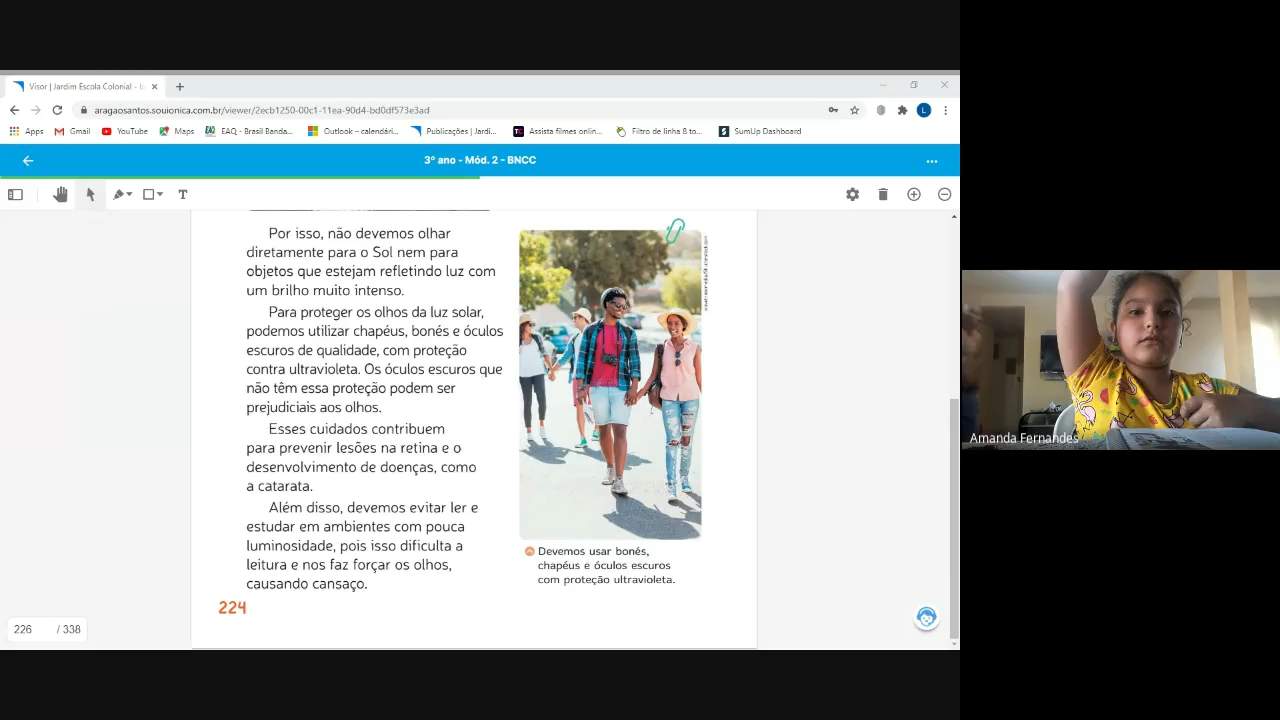 Visor | Jardim Escola Colonial - Iu
aragaosantos.souionica.com.br/viewer/2ecb1250-00c1-11ea-90d4-bd0df573e3ad
L
Apps Gmail YouTube Maps EAQ - Brasil Banda... Outlook – calendári... Publicações | Jardi... TC Assista filmes onlin... Filtro de linha 8 to... SumUp Dashboard
3º ano - Mód. 2 - BNCC
T
Por isso, não devemos olhar
diretamente para o Sol nem para
objetos que estejam refletindo luz com
um brilho muito intenso.
Para proteger os olhos da luz solar,
podemos utilizar chapéus, bonés e óculos
escuros de qualidade, com proteção
contra ultravioleta. Os óculos escuros que
não têm essa proteção podem ser
prejudiciais aos olhos.
Esses cuidados contribuem
para prevenir lesões na retina e o
desenvolvimento de doenças, como
a catarata.
Além disso, devemos evitar ler e
estudar em ambientes com pouca
luminosidade, pois isso dificulta a
leitura e nos faz forçar os olhos,
causando cansaço.
Devemos usar bonés,
chapéus e óculos escuros
com proteção ultravioleta.
224
226 / 338
Amanda Fernandes